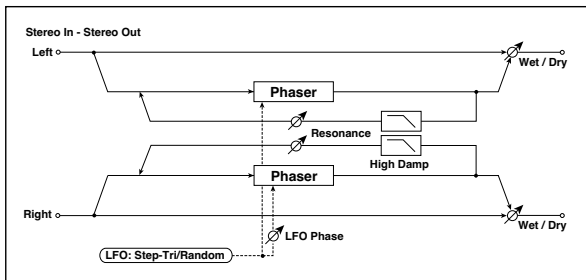 Stereo In - Stereo Out
Left
Wet / Dry
Phaser
Resonance
High Damp
Phaser
Right
Wet / Dry
LFO Phase
LFO: Step-Tri/Random